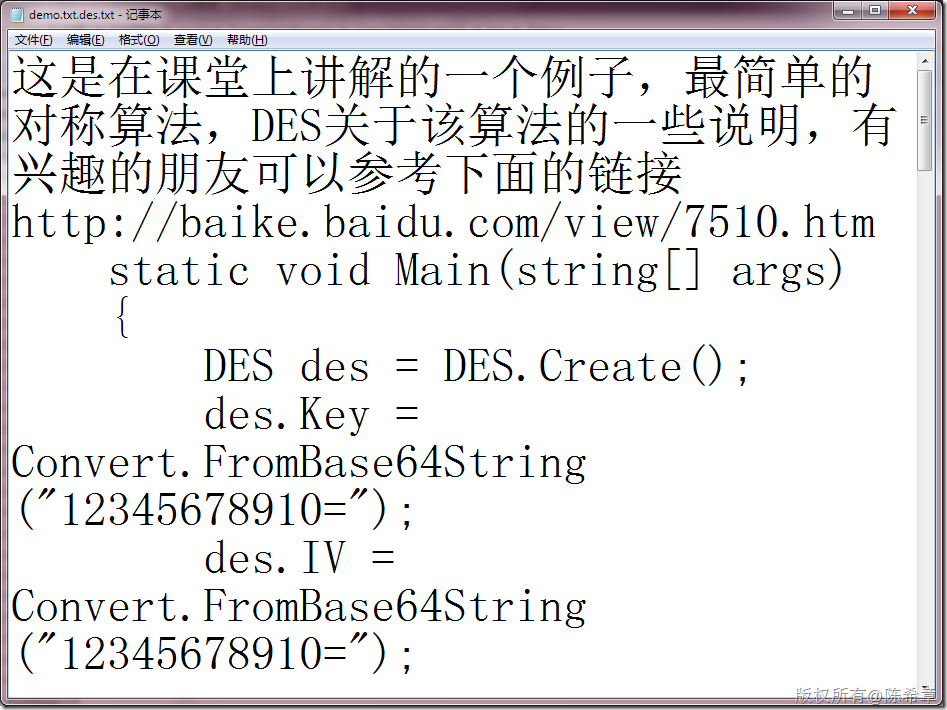 demo.txt.des.txt - 记事本
文件(F) 编辑(E) 格式(O) 查看(V) 帮助(H)
这是在课堂上讲解的一个例子，最简单的
对称算法，DES关于该算法的一些说明，有
兴趣的朋友可以参考下面的链接
http://baike.baidu.com/view/7510.htm
    static void Main(string[] args)
    {
        DES des = DES.Create();
        des.Key =
Convert.FromBase64String
("12345678910=");
        des.IV =
Convert.FromBase64String
("12345678910=");
版权所有@陈希章